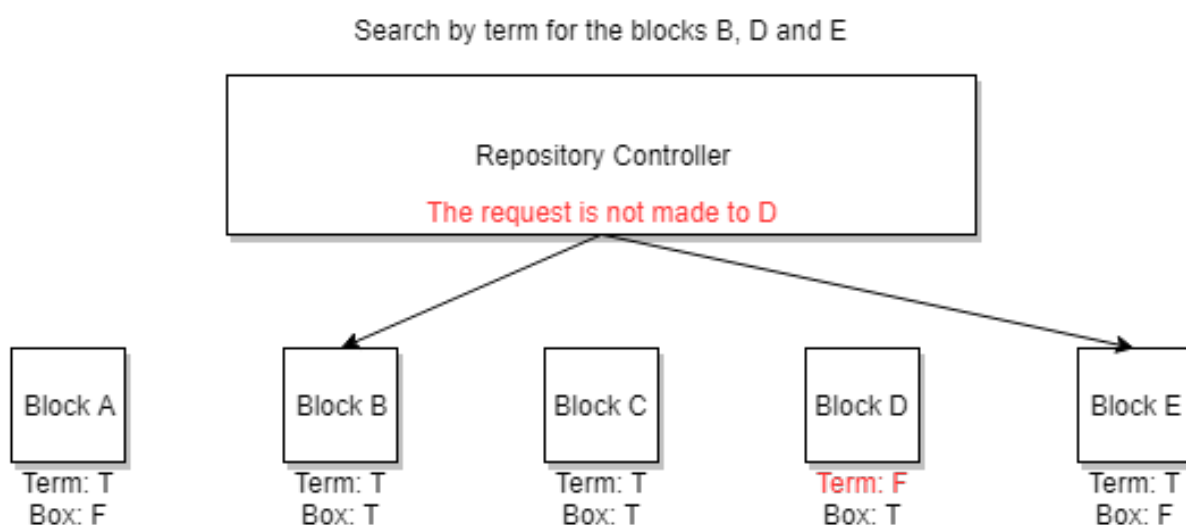 Search by term for the blocks B, D and E
Repository Controller
The request is not made to D
Block A
Block B
Block C
Block D
Block E
Term: T
Term: T
Term: T
Term: F
Term: T
Box: F
Box: T
Box: T
Box: T
Box: F